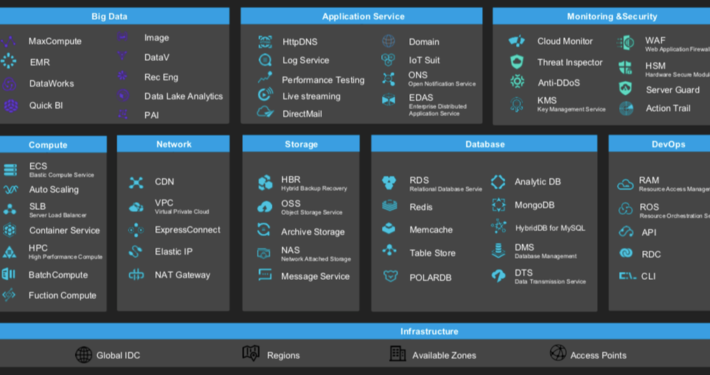 Big Data
MaxCompute
EMR
DataWorks
Quick BI
Image
DataV
Rec Eng
Data Lake Analytics
PAI
Application Service
HttpDNS
Log Service
Performance Testing
Live streaming
DirectMail
Domain
IoT Suit
ONS
Open Notification Service
EDAS
Enterprise Distributed
Application Service
Monitoring &Security
Cloud Monitor
Threat Inspector
Anti-DDoS
KMS
Key Management Service
WAF
Web Application Firewall
HSM
Hardware Secure Modul
Server Guard
Action Trail
Compute
ECS
Elastic Compute Service
Auto Scaling
SLB
Server Load Balancer
Container Service
HPC
High Performance Compute
BatchCompute
Fuction Compute
Network
CDN
VPC
Virtual Private Cloud
ExpressConnect
Elastic IP
NAT Gateway
Storage
HBR
Hybrid Backup Recovery
OSS
Object Storage Service
Archive Storage
NAS
Network Attached Storage
Message Service
Database
RDS
Relational Database Servie
Redis
Memcache
Table Store
POLARDB
Analytic DB
MongoDB
HybridDB for MySQL
DMS
Database Management
DTS
Data Transmission Service
DevOps
RAM
Resource Access Manage
ROS
Resource Orchestration Se
API
RDC
CLI
Infrastructure
Global IDC
Regions
Available Zones
Access Points